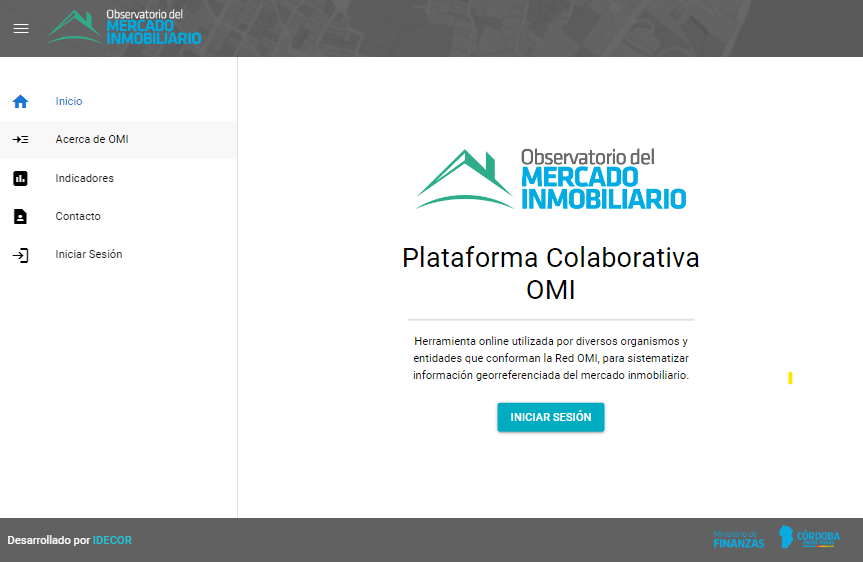 Observatorio del
MERCADO
INMOBILIARIO
Inicio
Acerca de OMI
Indicadores
Contacto
Iniciar Sesión
Observatorio del
MERCADO
INMOBILIARIO
Plataforma Colaborativa
OMI
Herramienta online utilizada por diversos organismos y
entidades que conforman la Red OMI, para sistematizar
información georreferenciada del mercado inmobiliario.
INICIAR SESIÓN
Desarrollado por IDECOR
Ministerio de
FINANZAS
CÓRDOBA